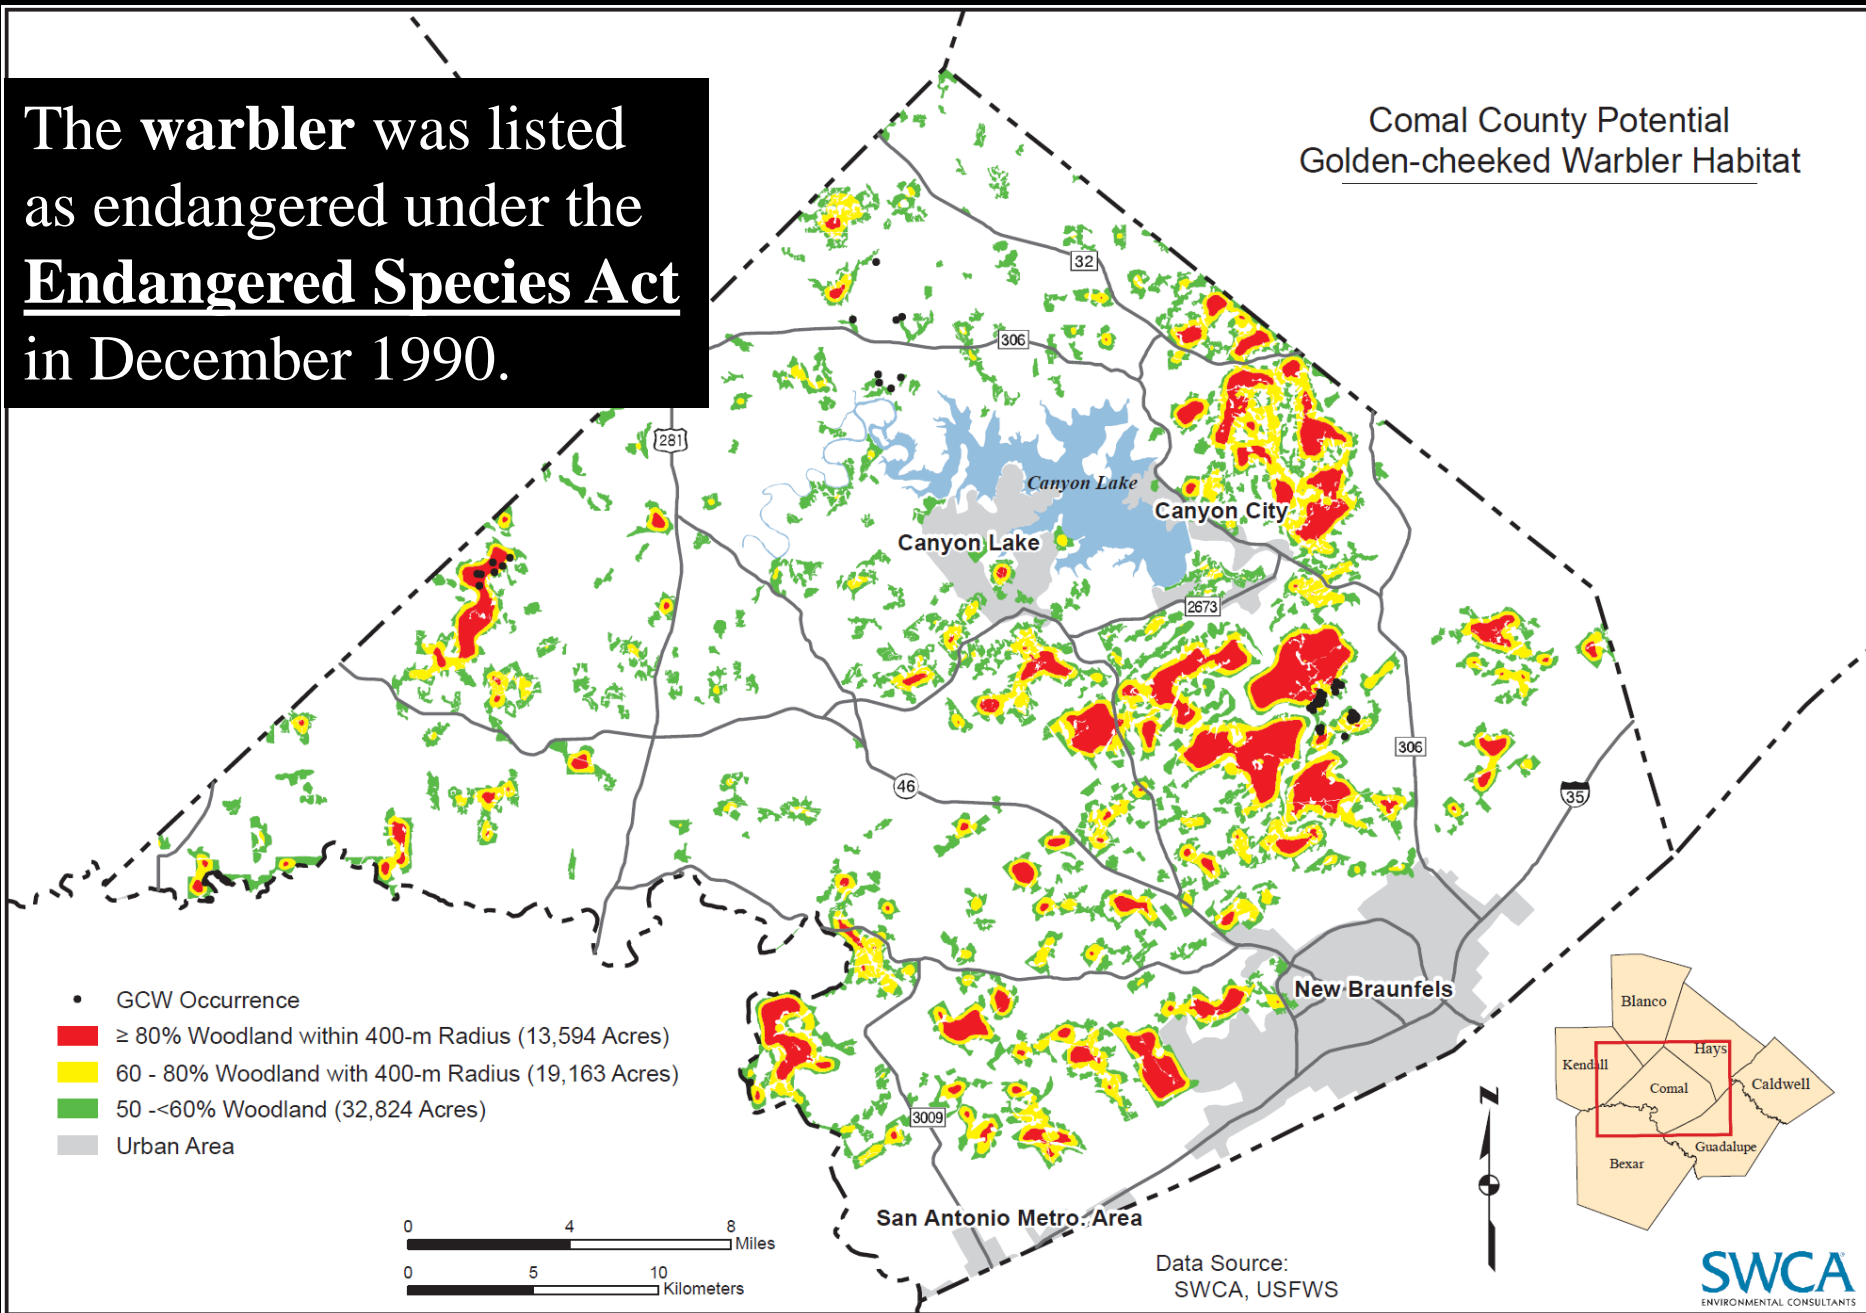 The warbler was listed
as endangered under the
Endangered Species Act
in December 1990.
Comal County Potential
Golden-cheeked Warbler Habitat
32
306
281
Canyon Lake
Canyon City
Canyon Lake
2673
306
46
35
New Braunfels
3009
San Antonio Metro. Area
GCW Occurrence
≥ 80% Woodland within 400-m Radius (13,594 Acres)
60 - 80% Woodland with 400-m Radius (19,163 Acres)
50 -<60% Woodland (32,824 Acres)
Urban Area
0 4 8
Miles
0 5 10
Kilometers
Data Source:
SWCA, USFWS
N
Blanco
Hays
Kendall
Comal
Caldwell
Guadalupe
Bexar
SWCA
ENVIRONMENTAL CONSULTANTS